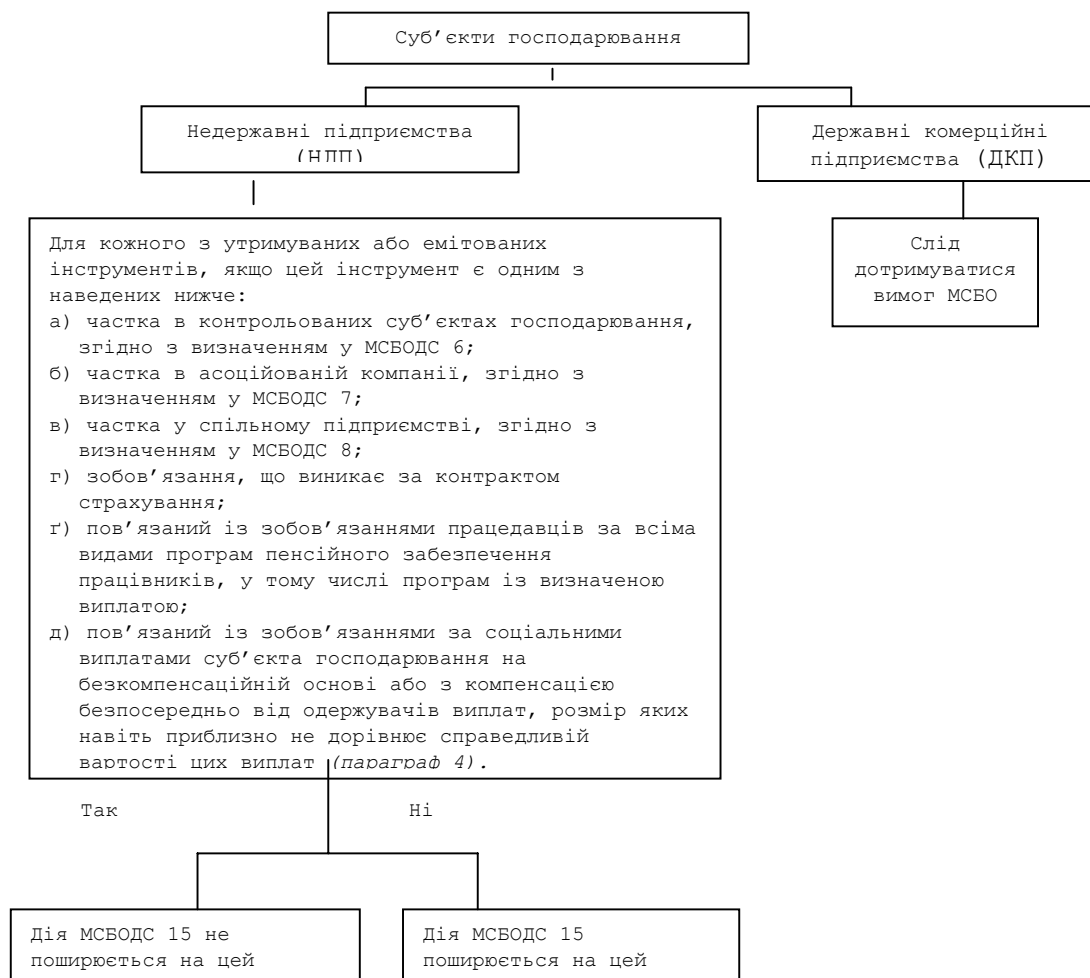 Суб’єкти господарювання
Недержавні підприємства
(НДП)
Державні комерційні
підприємства (ДКП)
Для кожного з утримуваних або емітованих
інструментів, якщо цей інструмент є одним з
наведених нижче:
а) частка в контрольованих суб’єктах господарювання,
згідно з визначенням у МСБОДС 6;
б) частка в асоційованій компанії, згідно з
визначенням у МСБОДС 7;
в) частка у спільному підприємстві, згідно з
визначенням у МСБОДС 8;
г) зобов’язання, що виникає за контрактом
страхування;
ґ) пов’язаний із зобов’язаннями працедавців за всіма
видами програм пенсійного забезпечення
працівників, у тому числі програм із визначеною
виплатою;
д) пов’язаний із зобов’язаннями за соціальними
виплатами суб’єкта господарювання на
безкомпенсаційній основі або з компенсацією
безпосередньо від одержувачів виплат, розмір яких
навіть приблизно не дорівнює справедливій
вартості цих виплат (параграф 4).
Слід
дотримуватися
вимог МСБО
Так
Ні
Дія МСБОДС 15 не
поширюється на цей
Дія МСБОДС 15
поширюється на цей